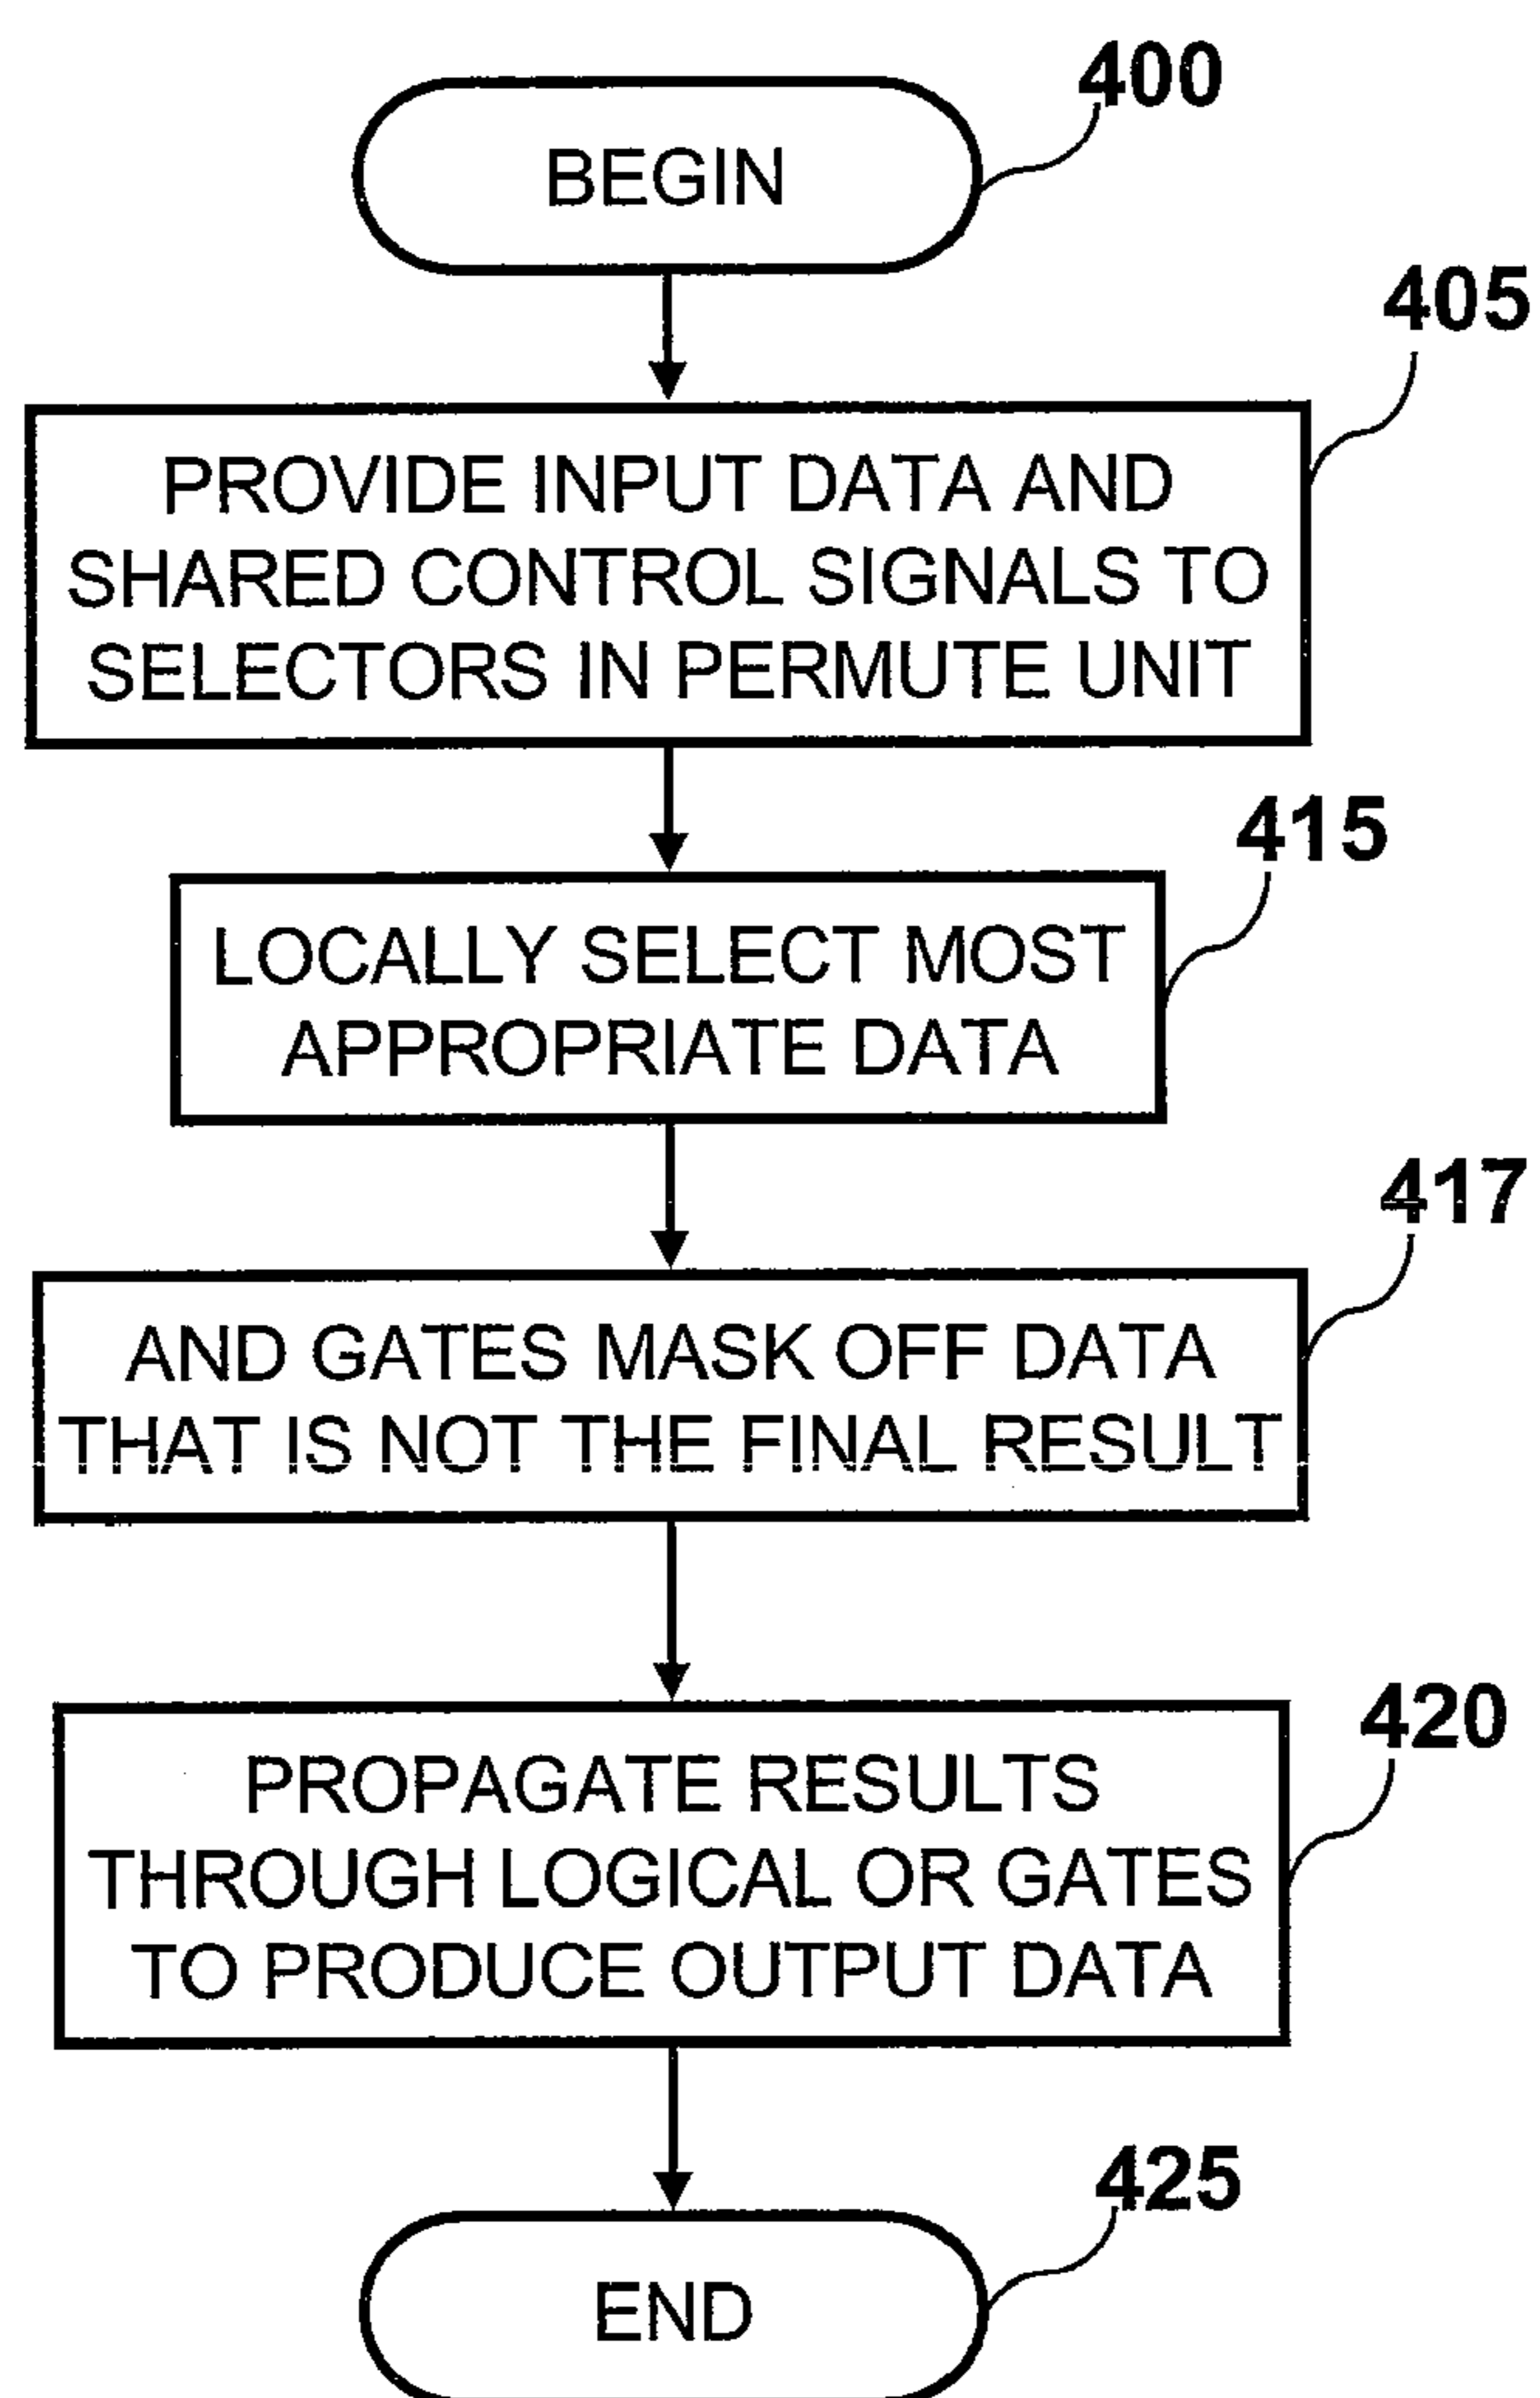 400
BEGIN
405
PROVIDE INPUT DATA AND
SHARED CONTROL SIGNALS TO
SELECTORS IN PERMUTE UNIT
415
LOCALLY SELECT MOST
APPROPRIATE DATA
417
AND GATES MASK OFF DATA
THAT IS NOT THE FINAL RESULT
420
PROPAGATE RESULTS
THROUGH LOGICAL OR GATES
TO PRODUCE OUTPUT DATA
425
END